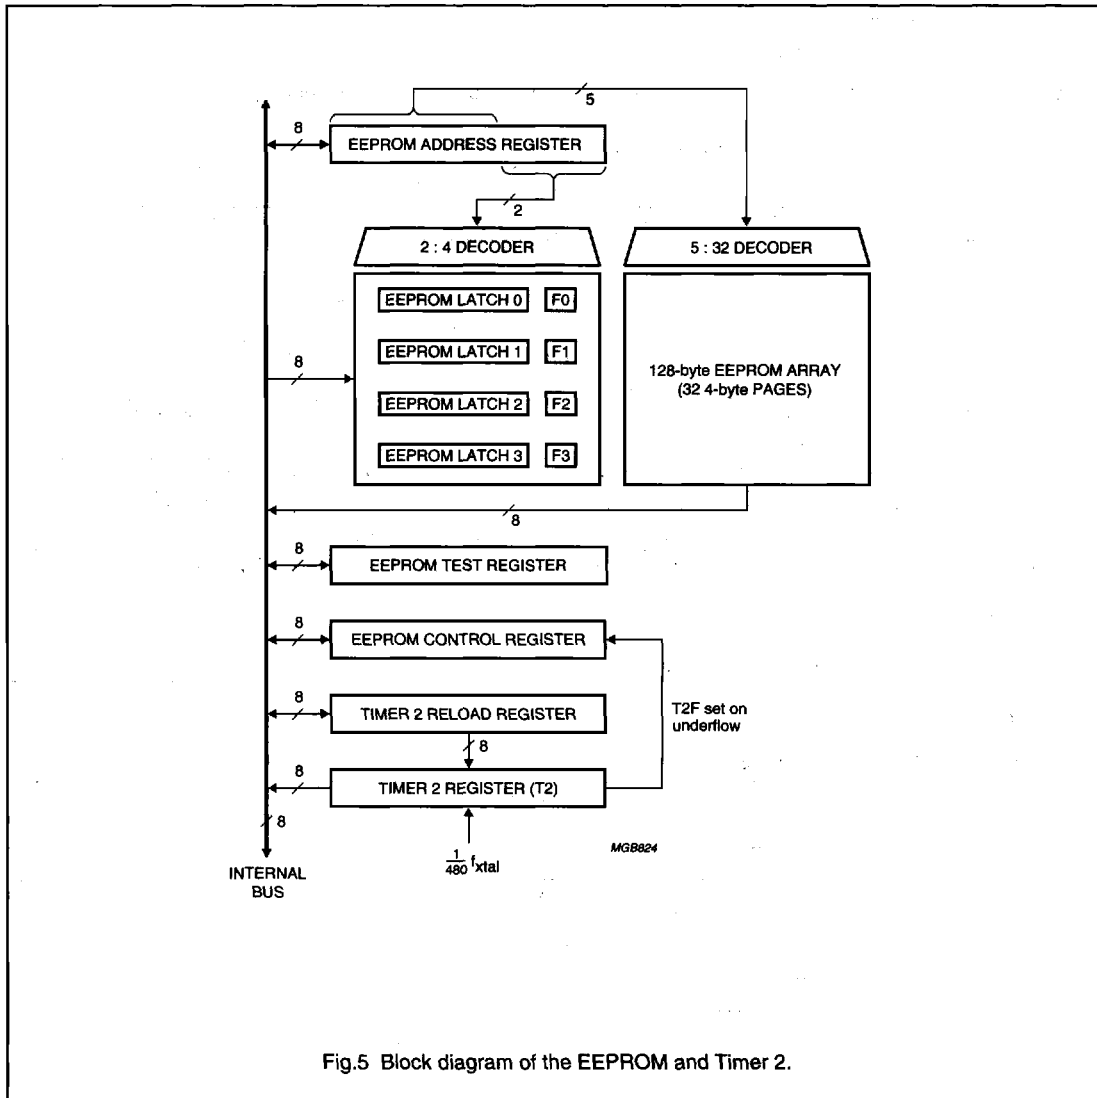 5
8
EEPROM ADDRESS REGISTER
2
2 : 4 DECODER
5 : 32 DECODER
EEPROM LATCH 0 F0
EEPROM LATCH 1 F1
EEPROM LATCH 2 F2
EEPROM LATCH 3 F3
8
128-byte EEPROM ARRAY
(32 4-byte PAGES)
8
8
EEPROM TEST REGISTER
8
EEPROM CONTROL REGISTER
8
TIMER 2 RELOAD REGISTER
T2F set on
underflow
8
8
TIMER 2 REGISTER (T2)
8
1/480 fxtal
MGB824
INTERNAL
BUS
Fig.5 Block diagram of the EEPROM and Timer 2.